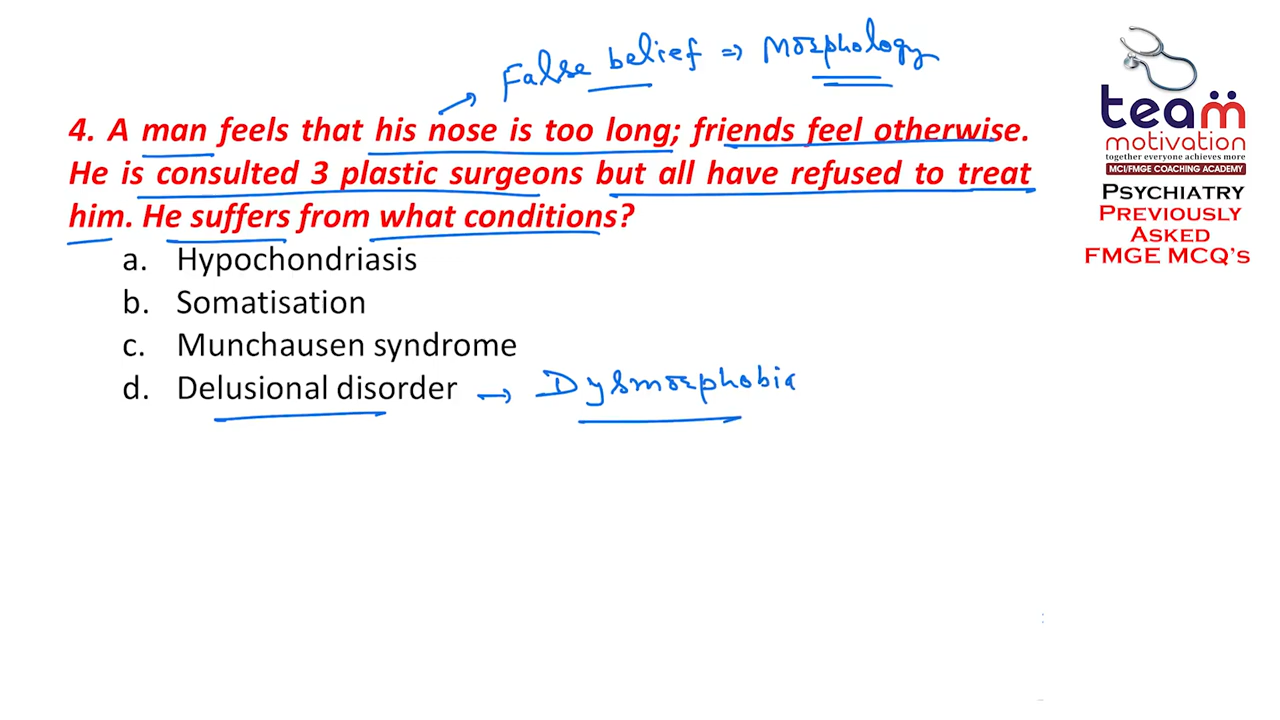 False belief ⇒ Morphology
4. A man feels that his nose is too long; friends feel otherwise.
He is consulted 3 plastic surgeons but all have refused to treat
him. He suffers from what conditions?
a. Hypochondriasis
b. Somatisation
c. Munchausen syndrome
d. Delusional disorder → Dysmorphobia
team
motivation
together everyone achieves more
MCI/FMGE COACHING ACADEMY
PSYCHIATRY
PREVIOUSLY
ASKED
FMGE MCQ's